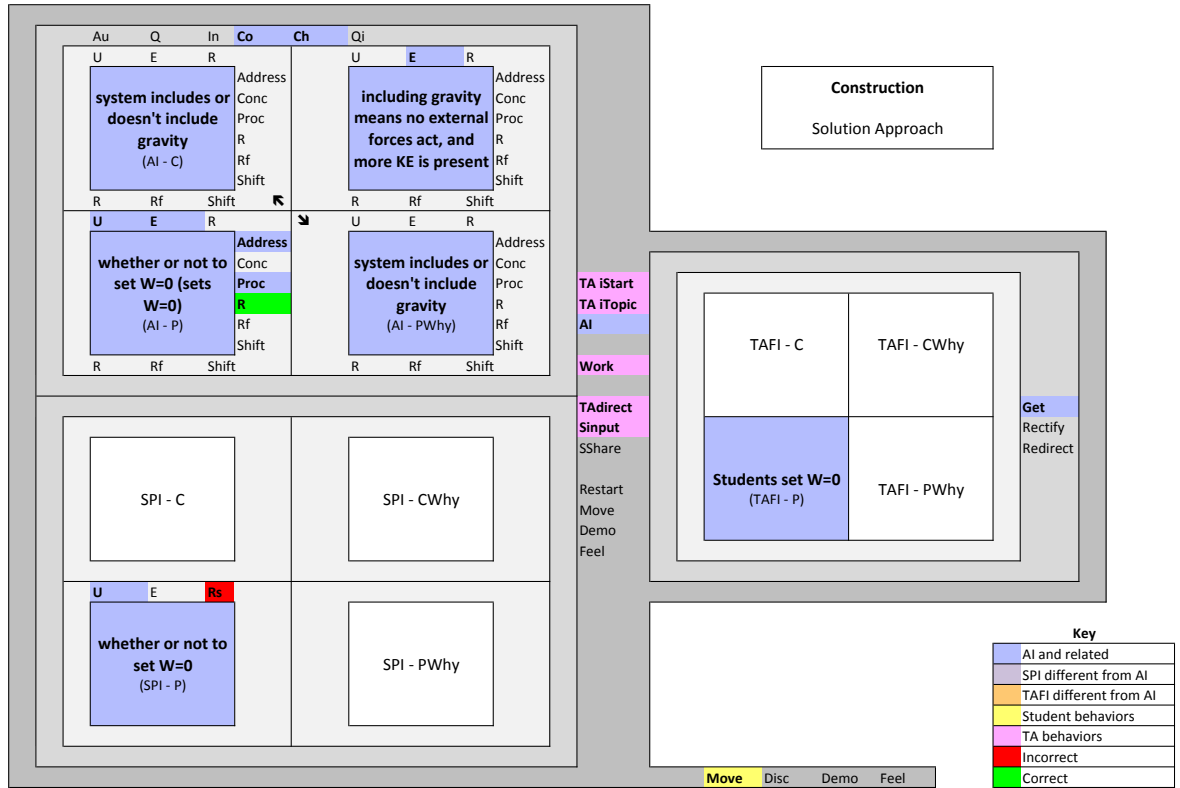 Au Q In Co Ch Qi
U E R U E R
system includes or
doesn't include
gravity
(AI - C)
Address
Conc
Proc
R
Rf
Shift
including gravity
means no external
forces act, and
more KE is present
Address
Conc
Proc
R
Rf
Shift
R Rf Shift ↖ R Rf Shift
U E R ↘ U E R
whether or not to
set W=0 (sets
W=0)
(AI - P)
Address
Conc
Proc
R
Rf
Shift
system includes or
doesn't include
gravity
(AI - PWhy)
Address
Conc
Proc
R
Rf
Shift
R Rf Shift R Rf Shift
SPI - C
SPI - CWhy
U E Rs
whether or not to
set W=0
(SPI - P)
SPI - PWhy
TA iStart
TA iTopic
AI
Work
TAdirect
Sinput
SShare
Restart
Move
Demo
Feel
Construction
Solution Approach
TAFI - C
TAFI - CWhy
Students set W=0
(TAFI - P)
TAFI - PWhy
Get
Rectify
Redirect
Key
AI and related
SPI different from AI
TAFI different from AI
Student behaviors
TA behaviors
Incorrect
Correct
Move Disc Demo Feel